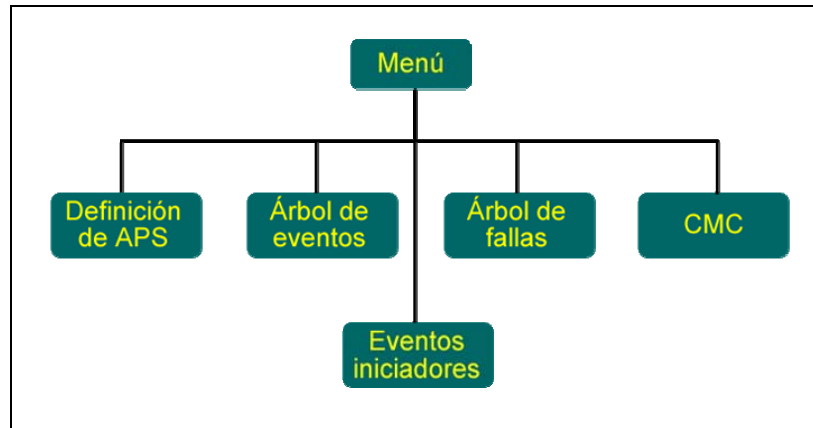 Menú
Definición
de APS
Árbol de
eventos
Árbol de
fallas
CMC
Eventos
iniciadores